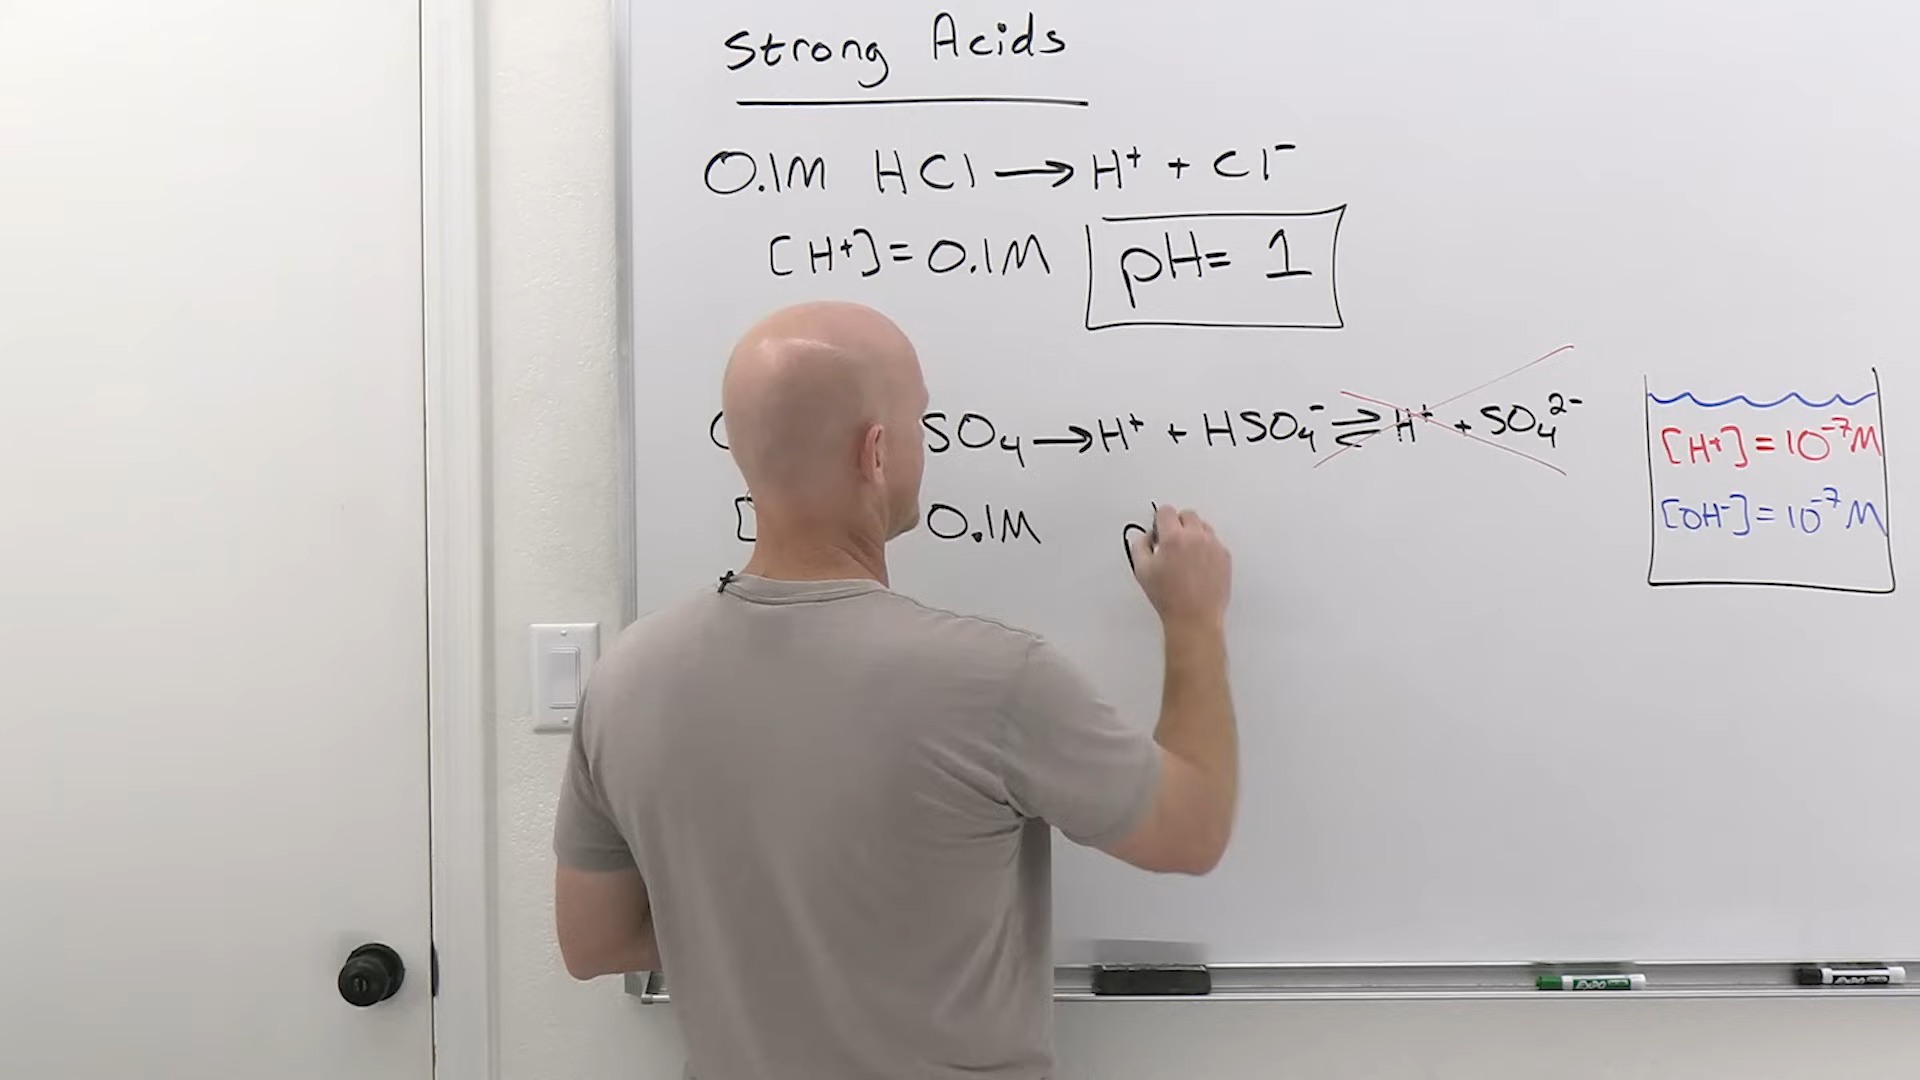 Strong Acids
0.1M HCl ⟶ H⁺ + Cl⁻
[H⁺] = 0.1M pH = 1
SO₄ ⟶ H⁺ + HSO₄⁻ ⇌ H⁺ + SO₄²⁻
0.1M
[H⁺] = 10⁻⁷M
[OH⁻] = 10⁻⁷M